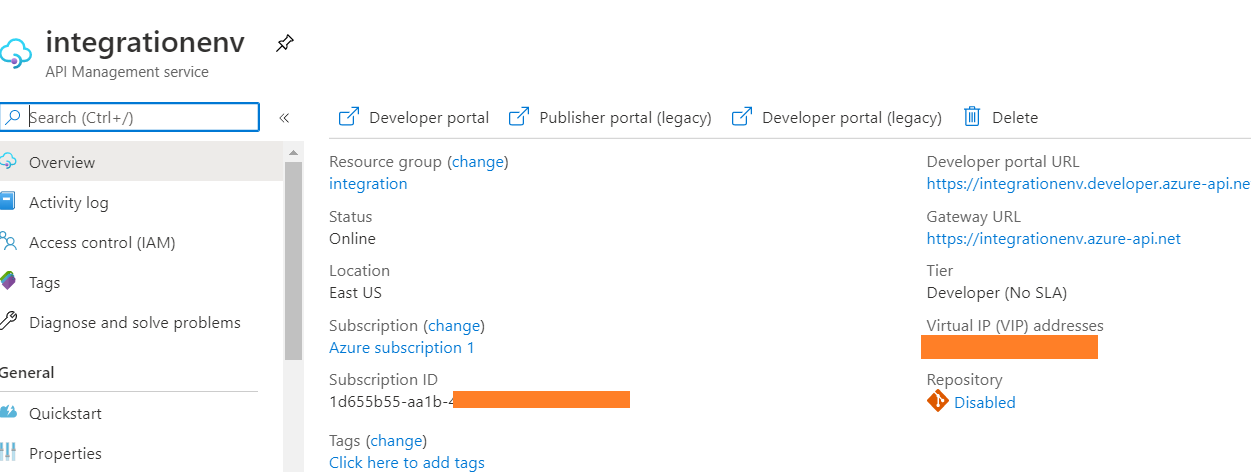 integrationenv
API Management service
Search (Ctrl+/)
«
Overview
Activity log
Access control (IAM)
Tags
Diagnose and solve problems
General
Quickstart
Properties
Developer portal
Publisher portal (legacy)
Developer portal (legacy)
Delete
Resource group (change)
integration
Status
Online
Location
East US
Subscription (change)
Azure subscription 1
Subscription ID
1d655b55-aa1b-
Tags (change)
Click here to add tags
Developer portal URL
https://integrationenv.developer.azure-api.ne
Gateway URL
https://integrationenv.azure-api.net
Tier
Developer (No SLA)
Virtual IP (VIP) addresses
Repository
Disabled